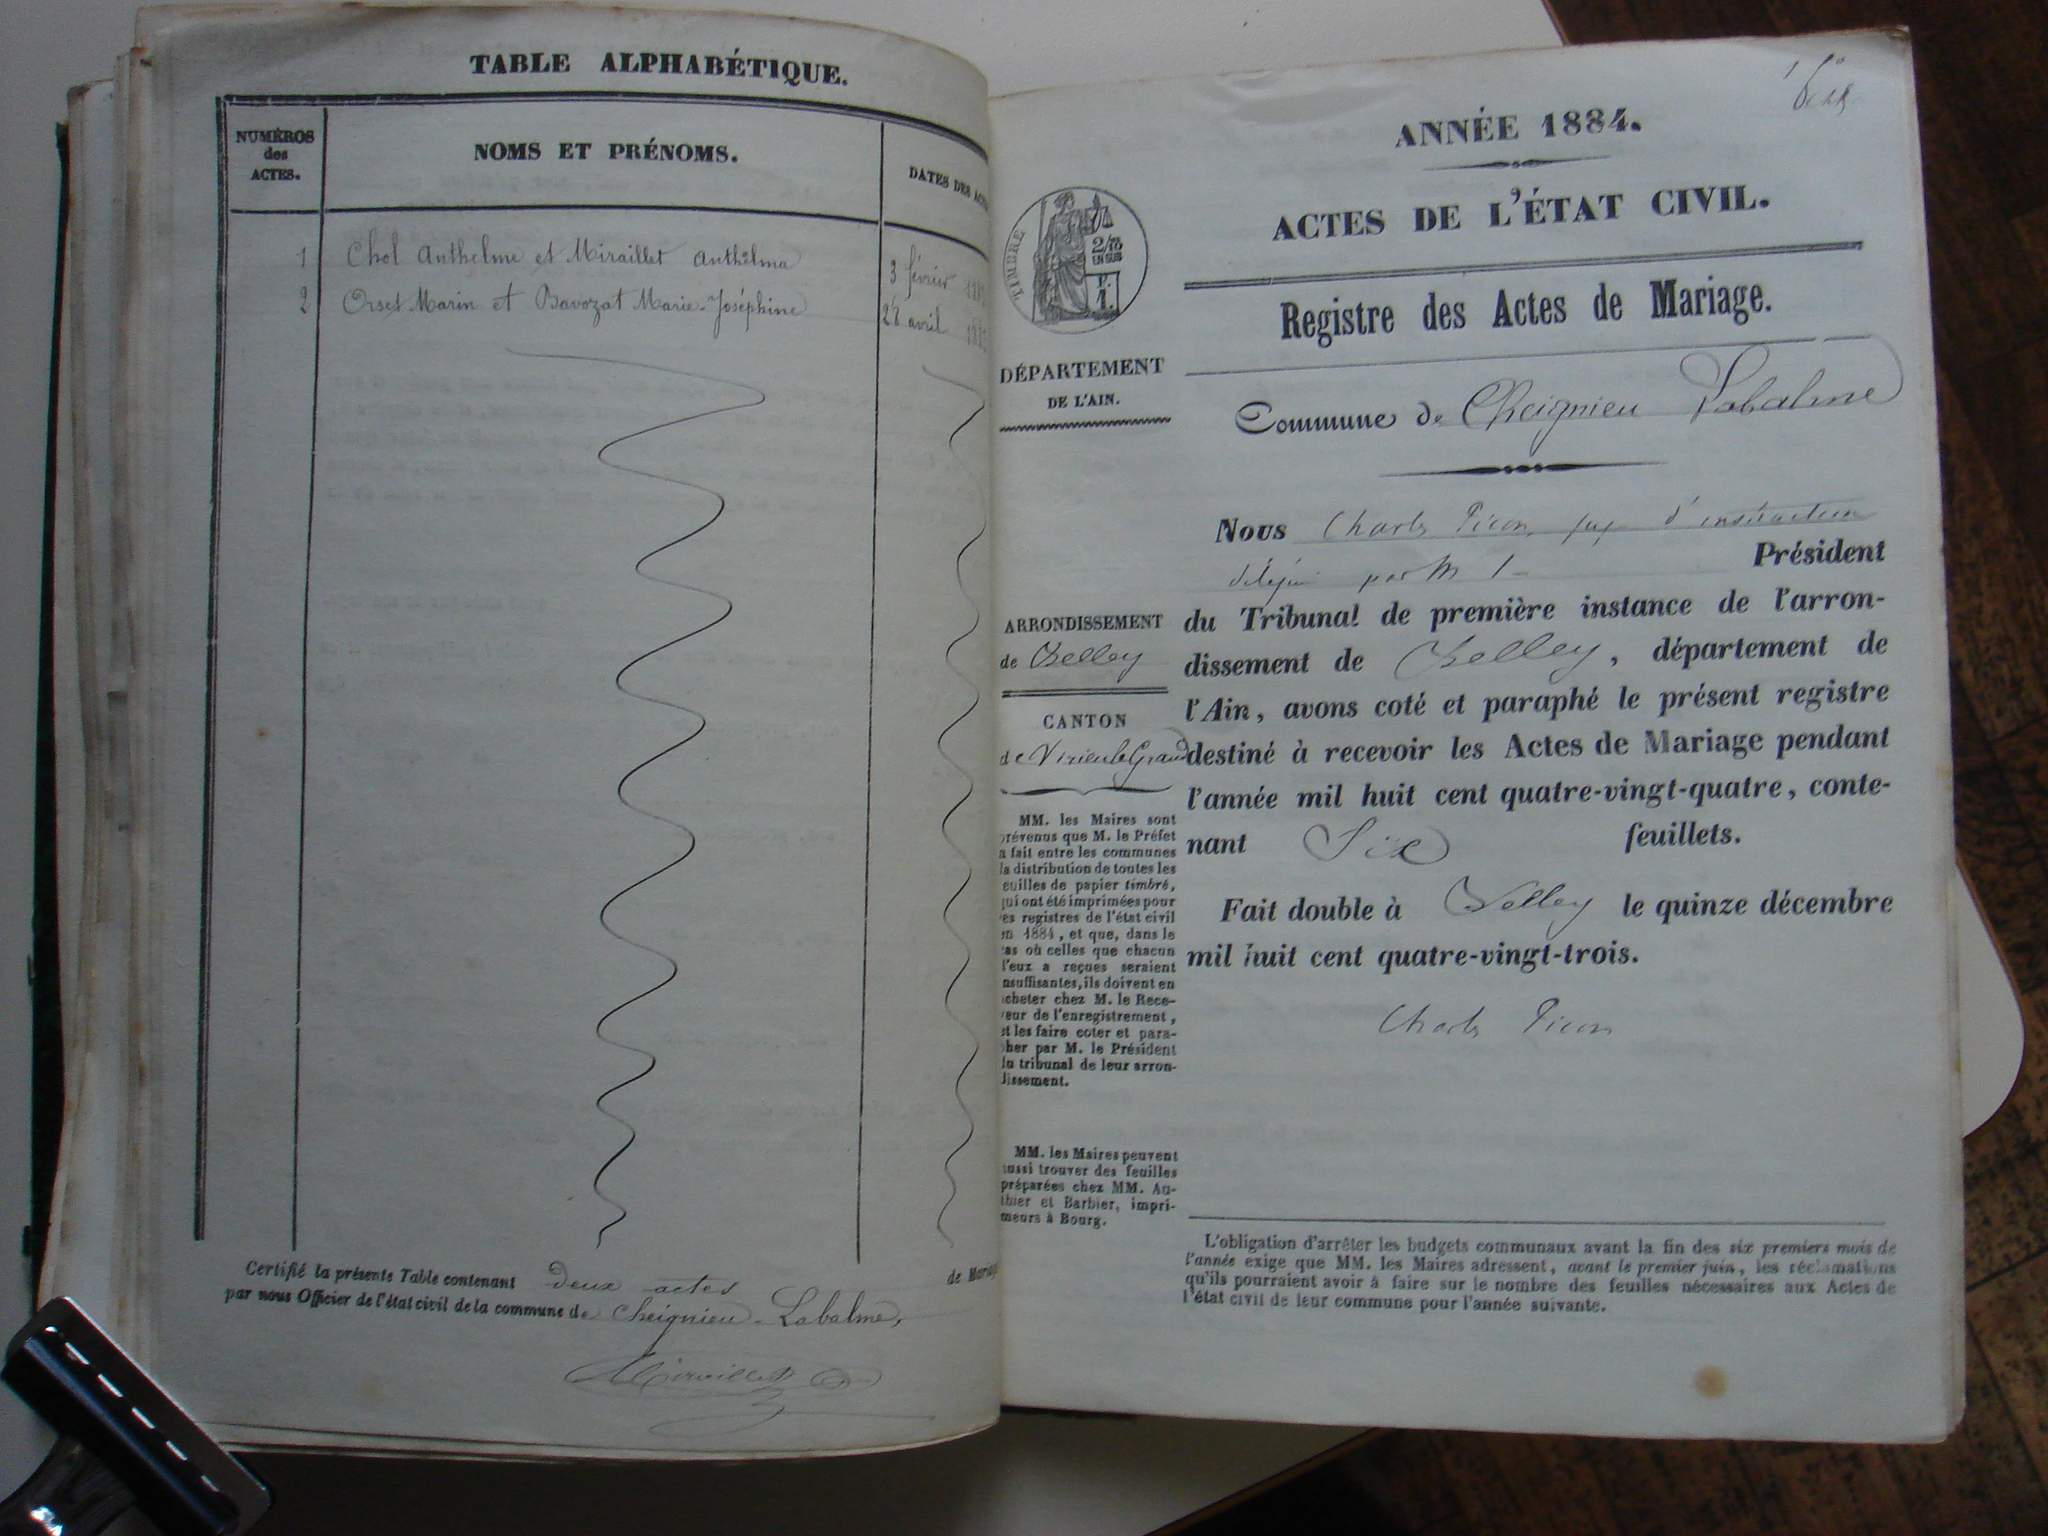 TABLE ALPHABÉTIQUE.
NUMÉROS
des
ACTES.
NOMS ET PRÉNOMS.
DATES DES
1 Chol Anthelme et Miraillet Anthelma 3 février
2 Orset Marin et Bavozat Marie-Joséphine 28 avril
Certifié la présente Table contenant deux actes de
par nous Officier de l'état civil de la commune de Cheignieu-Labalme,
Miraillet
ANNÉE 1884.
ACTES DE L'ÉTAT CIVIL.
Registre des Actes de Mariage.
Commune de Cheignieu Labalme
TIMBRE
2/10
EN SUS
1.
DÉPARTEMENT
DE L'AIN.
ARRONDISSEMENT
de Belley
CANTON
de Virieu le Grand
MM. les Maires sont
prévenus que M. le Préfet
a fait entre les communes
la distribution de toutes les
feuilles de papier timbré,
qui ont été imprimées pour
les registres de l'état civil
en 1884, et que, dans le
cas où celles que chacun
d'eux a reçues seraient
insuffisantes, ils doivent en
acheter chez M. le Rece-
veur de l'enregistrement,
et les faire coter et para-
pher par M. le Président
du tribunal de leur arron-
dissement.
MM. les Maires peuvent
aussi trouver des feuilles
préparées chez MM. Au-
thier et Barbier, impri-
meurs à Bourg.
Nous Charles Picon, juge d'instruction
délégué par M. l Président
du Tribunal de première instance de l'arron-
dissement de Belley, département de
l'Ain, avons coté et paraphé le présent registre
destiné à recevoir les Actes de Mariage pendant
l'année mil huit cent quatre-vingt-quatre, conte-
nant Six feuillets.
Fait double à Belley le quinze décembre
mil huit cent quatre-vingt-trois.
Charles Picon
L'obligation d'arrêter les budgets communaux avant la fin des six premiers mois de
l'année exige que MM. les Maires adressent, avant le premier juin, les réclamations
qu'ils pourraient avoir à faire sur le nombre des feuilles nécessaires aux Actes de
l'état civil de leur commune pour l'année suivante.